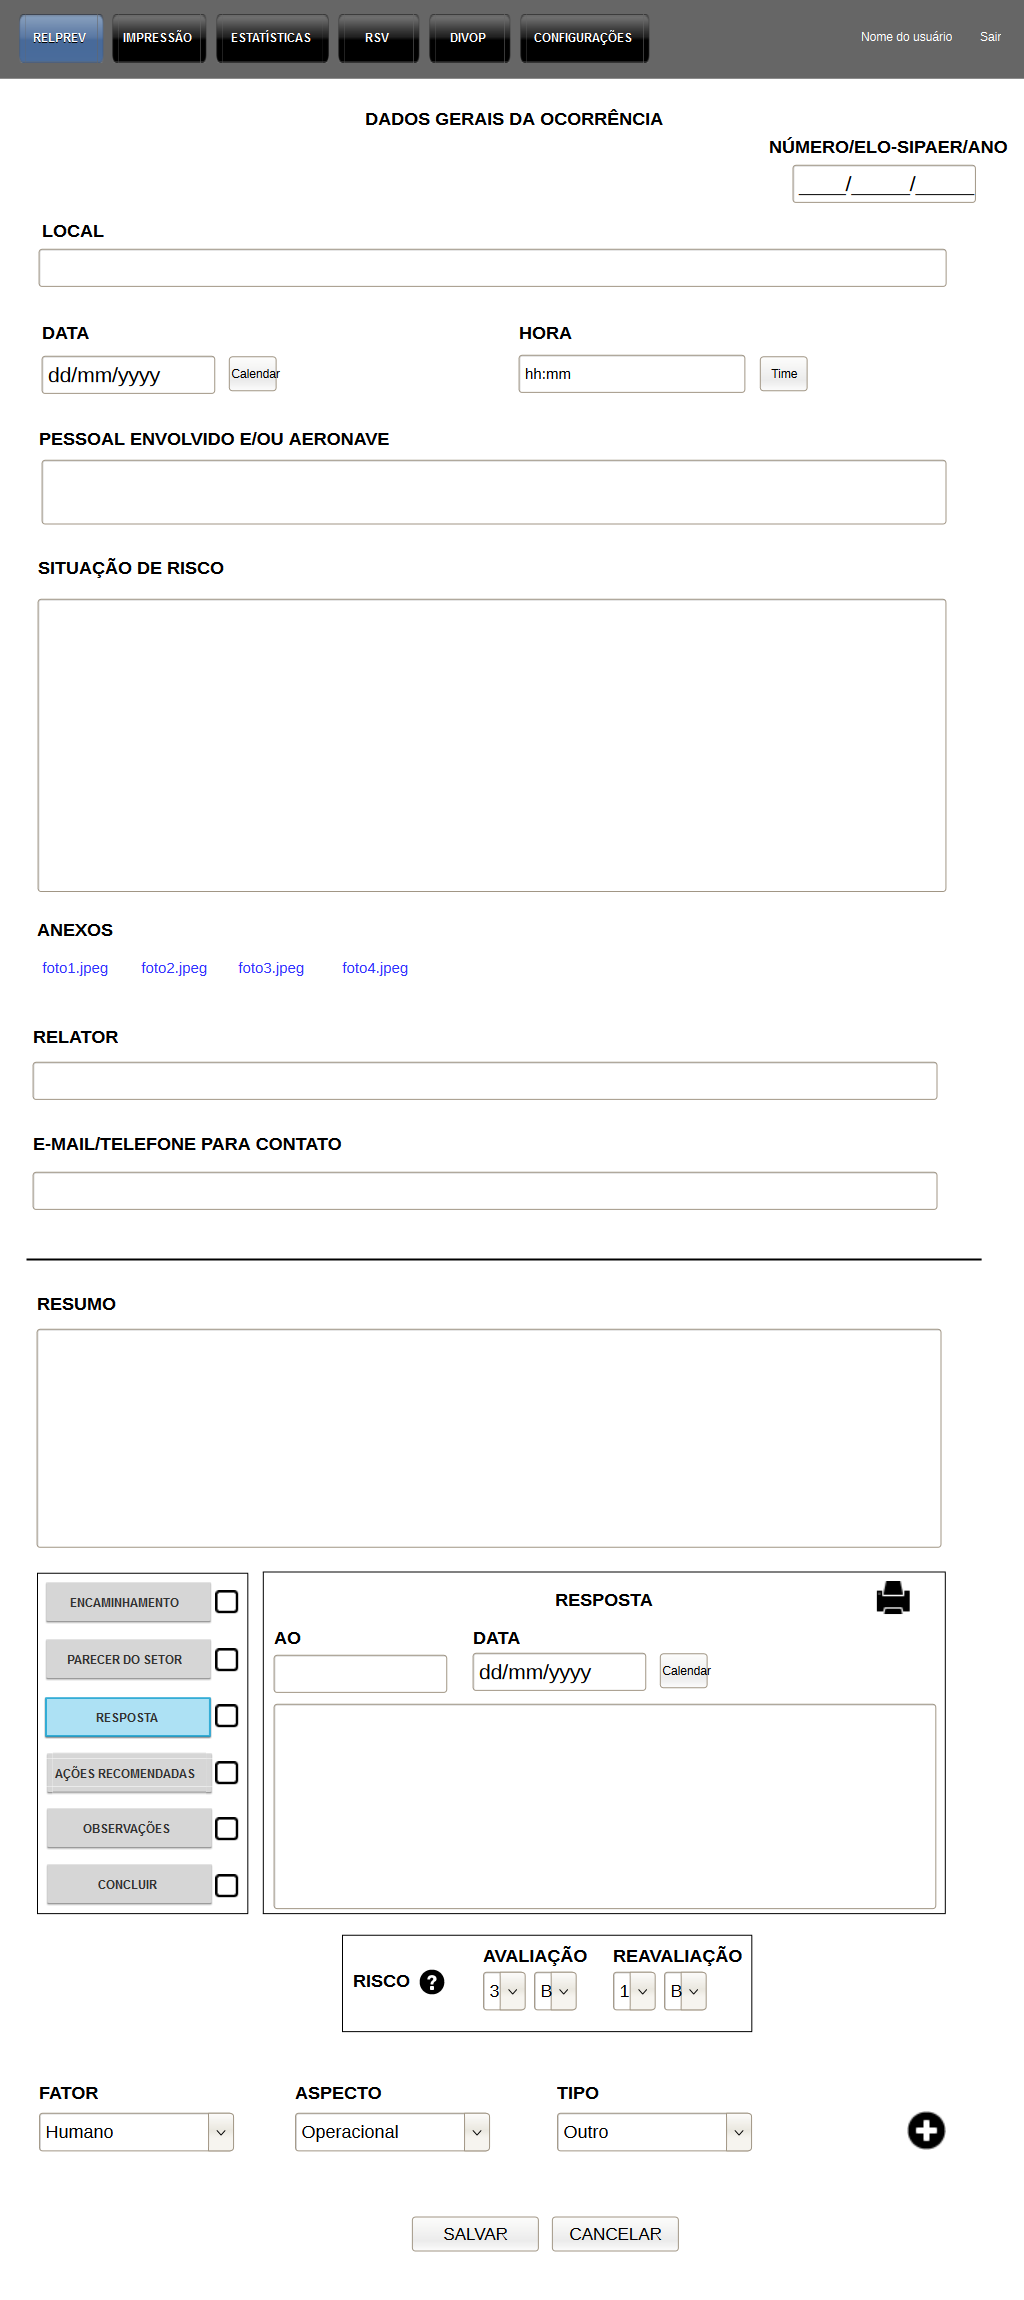 RELPREV IMPRESSÃO ESTATÍSTICAS RSV DIVOP CONFIGURAÇÕES Nome do usuário Sair
DADOS GERAIS DA OCORRÊNCIA
NÚMERO/ELO-SIPAER/ANO
____/_____/_____
LOCAL
DATA HORA
dd/mm/yyyy Calendar hh:mm Time
PESSOAL ENVOLVIDO E/OU AERONAVE
SITUAÇÃO DE RISCO
ANEXOS
foto1.jpeg foto2.jpeg foto3.jpeg foto4.jpeg
RELATOR
E-MAIL/TELEFONE PARA CONTATO
RESUMO
ENCAMINHAMENTO
PARECER DO SETOR
RESPOSTA
AÇÕES RECOMENDADAS
OBSERVAÇÕES
CONCLUIR
RESPOSTA
AO DATA
dd/mm/yyyy Calendar
AVALIAÇÃO REAVALIAÇÃO
RISCO ? 3 B 1 B
FATOR ASPECTO TIPO
Humano Operacional Outro
SALVAR CANCELAR